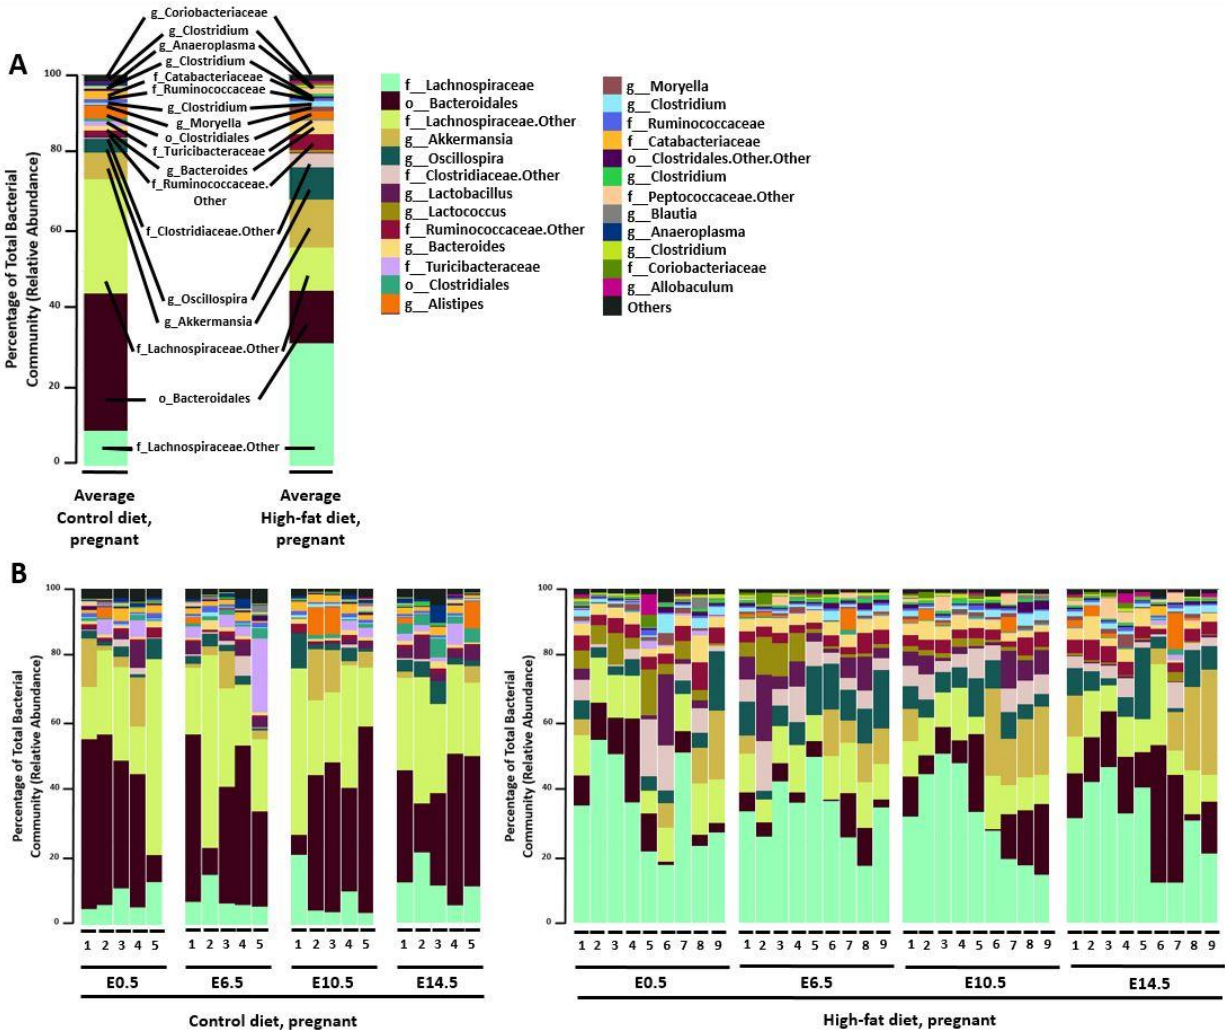 A
Percentage of Total Bacterial
Community (Relative Abundance)
100
80
60
40
20
0
g_Coriobacteriaceae
g_Clostridium
g_Anaeroplasma
g_Clostridium
f_Catabacteriaceae
f_Ruminococcaceae
g_Clostridium
g_Moryella
o_Clostridiales
f_Turicibacteraceae
g_Bacteroides
f_Ruminococcaceae.
Other
f_Clostridiaceae.Other
g_Oscillospira
g_Akkermansia
f_Lachnospiraceae.Other
o_Bacteroidales
f_Lachnospiraceae.Other
Average
Control diet,
pregnant
Average
High-fat diet,
pregnant
f__Lachnospiraceae
o__Bacteroidales
f_Lachnospiraceae.Other
g__Akkermansia
g__Oscillospira
f__Clostridiaceae.Other
g__Lactobacillus
g__Lactococcus
f__Ruminococcaceae.Other
g__Bacteroides
f__Turicibacteraceae
o__Clostridiales
g__Alistipes
g__Moryella
g__Clostridium
f__Ruminococcaceae
f__Catabacteriaceae
o__Clostridales.Other.Other
g__Clostridium
f__Peptococcaceae.Other
g__Blautia
g__Anaeroplasma
g__Clostridium
f__Coriobacteriaceae
g__Allobaculum
Others
B
Percentage of Total Bacterial
Community (Relative Abundance)
100
80
60
40
20
0
1 2 3 4 5
1 2 3 4 5
1 2 3 4 5
1 2 3 4 5
E0.5
E6.5
E10.5
E14.5
Control diet, pregnant
Percentage of Total Bacterial
Community (Relative Abundance)
100
80
60
40
20
0
1 2 3 4 5 6 7 8 9
1 2 3 4 5 6 7 8 9
1 2 3 4 5 6 7 8 9
1 2 3 4 5 6 7 8 9
E0.5
E6.5
E10.5
E14.5
High-fat diet, pregnant